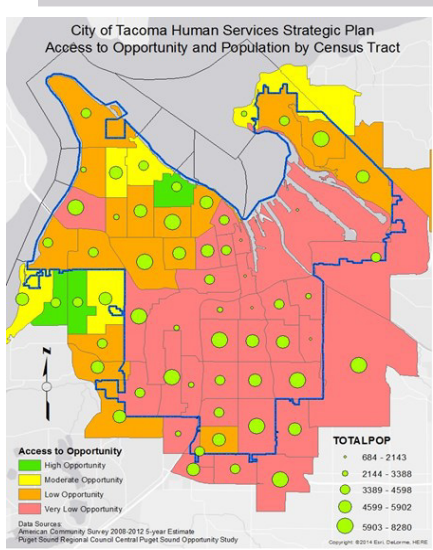 City of Tacoma Human Services Strategic Plan
Access to Opportunity and Population by Census Tract
N
Access to Opportunity
High Opportunity
Moderate Opportunity
Low Opportunity
Very Low Opportunity
TOTALPOP
684 - 2143
2144 - 3388
3389 - 4598
4599 - 5902
5903 - 8280
Data Sources:
American Community Survey 2008-2012 5-year Estimate
Puget Sound Regional Council Central Puget Sound Opportunity Study
Copyright: ©2014 Esri, DeLorme, HERE